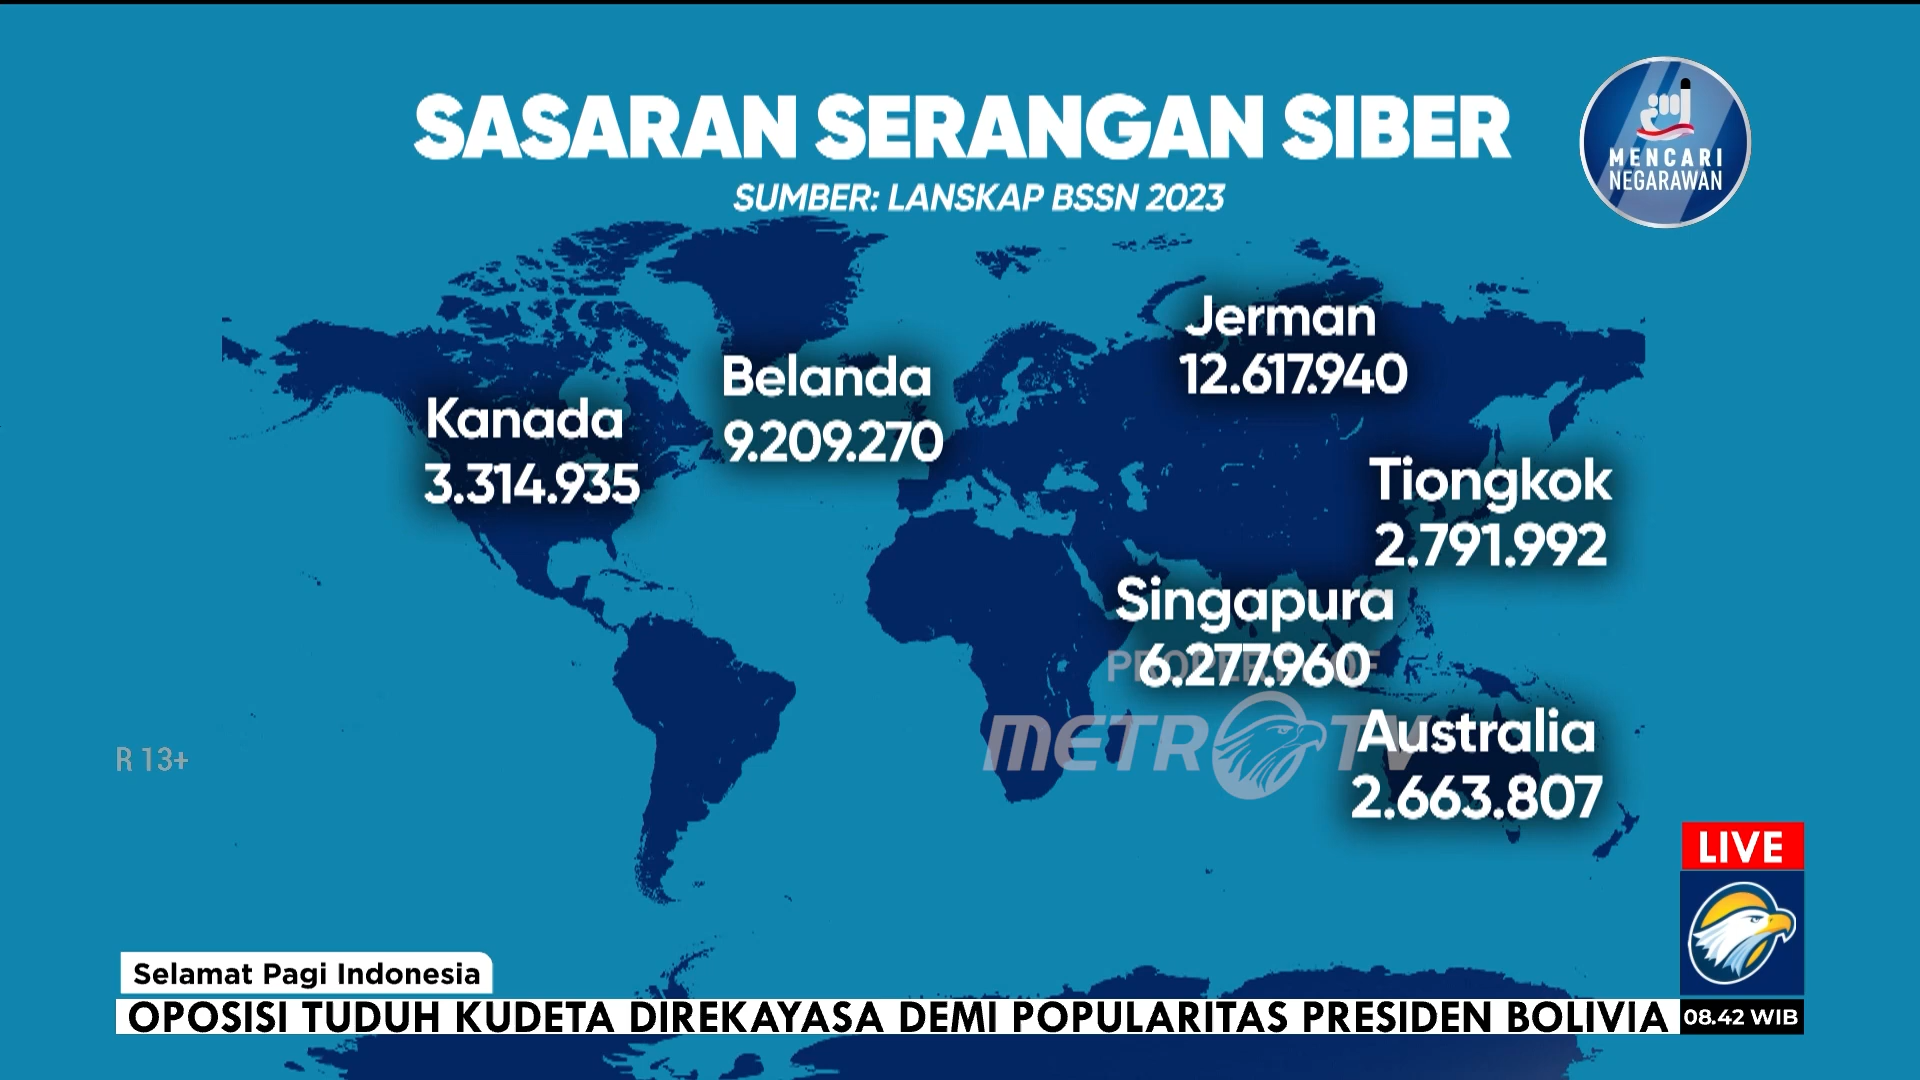 SASARAN SERANGAN SIBER
SUMBER: LANSKAP BSSN 2023
MENCARI
NEGARAWAN
Jerman
12.617.940
Belanda
9.209.270
Kanada
3.314.935
Tiongkok
2.791.992
Singapura
6.277.960
PROPERTY OF
METRO TV
Australia
2.663.807
R 13+
LIVE
Selamat Pagi Indonesia
OPOSISI TUDUH KUDETA DIREKAYASA DEMI POPULARITAS PRESIDEN BOLIVIA
08.42 WIB